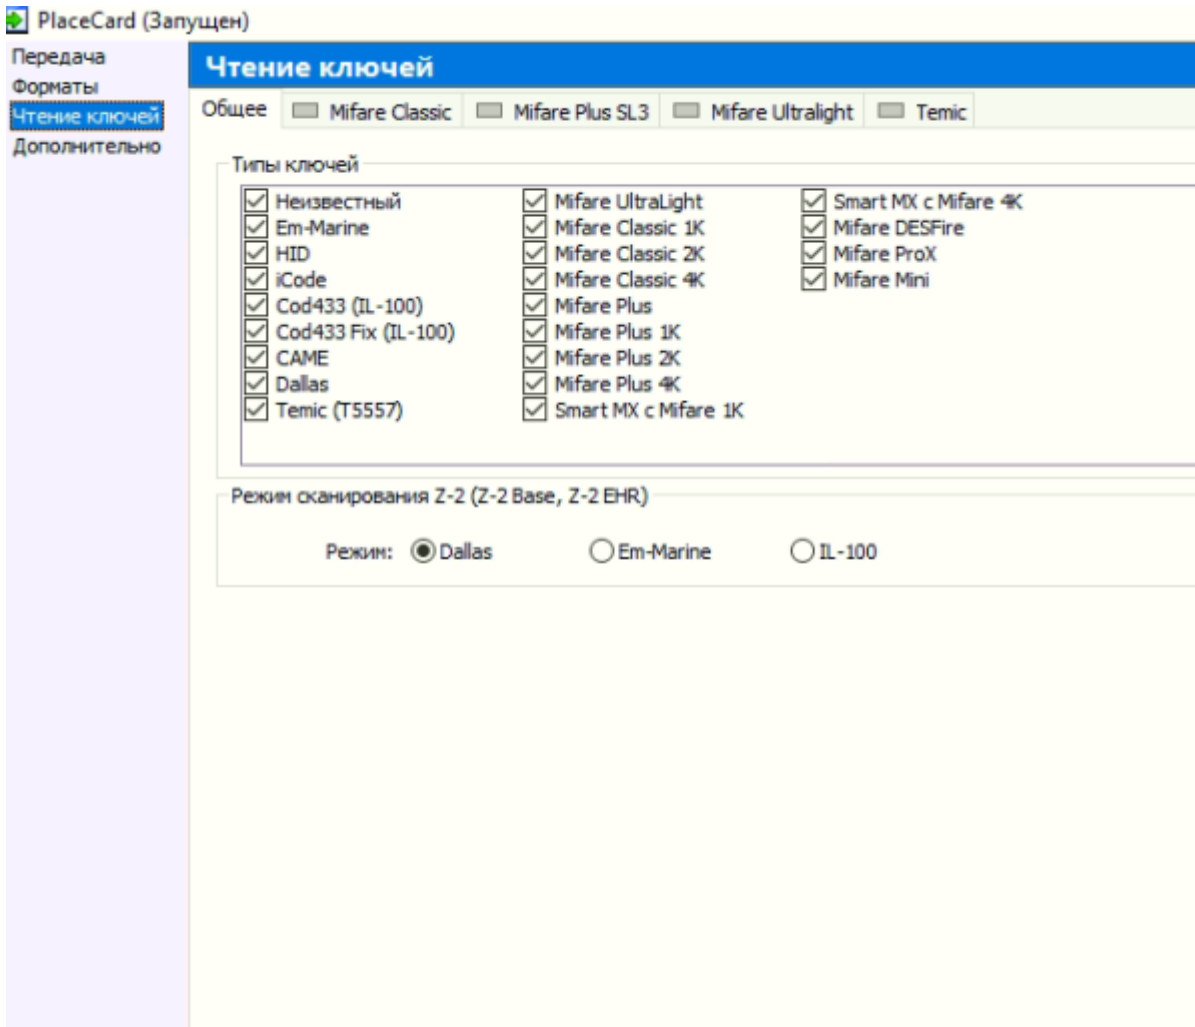 PlaceCard (Запущен)
Передача
Форматы
Чтение ключей
Дополнительно
Чтение ключей
Общее Mifare Classic Mifare Plus SL3 Mifare Ultralight Temic
Типы ключей
Неизвестный Mifare UltraLight Smart MX с Mifare 4K
Em-Marine Mifare Classic 1K Mifare DESFire
HID Mifare Classic 2K Mifare ProX
iCode Mifare Classic 4K Mifare Mini
Cod433 (IL-100) Mifare Plus
Cod433 Fix (IL-100) Mifare Plus 1K
CAME Mifare Plus 2K
Dallas Mifare Plus 4K
Temic (T5557) Smart MX с Mifare 1K
Режим сканирования Z-2 (Z-2 Base, Z-2 EHR)
Режим: Dallas Em-Marine IL-100